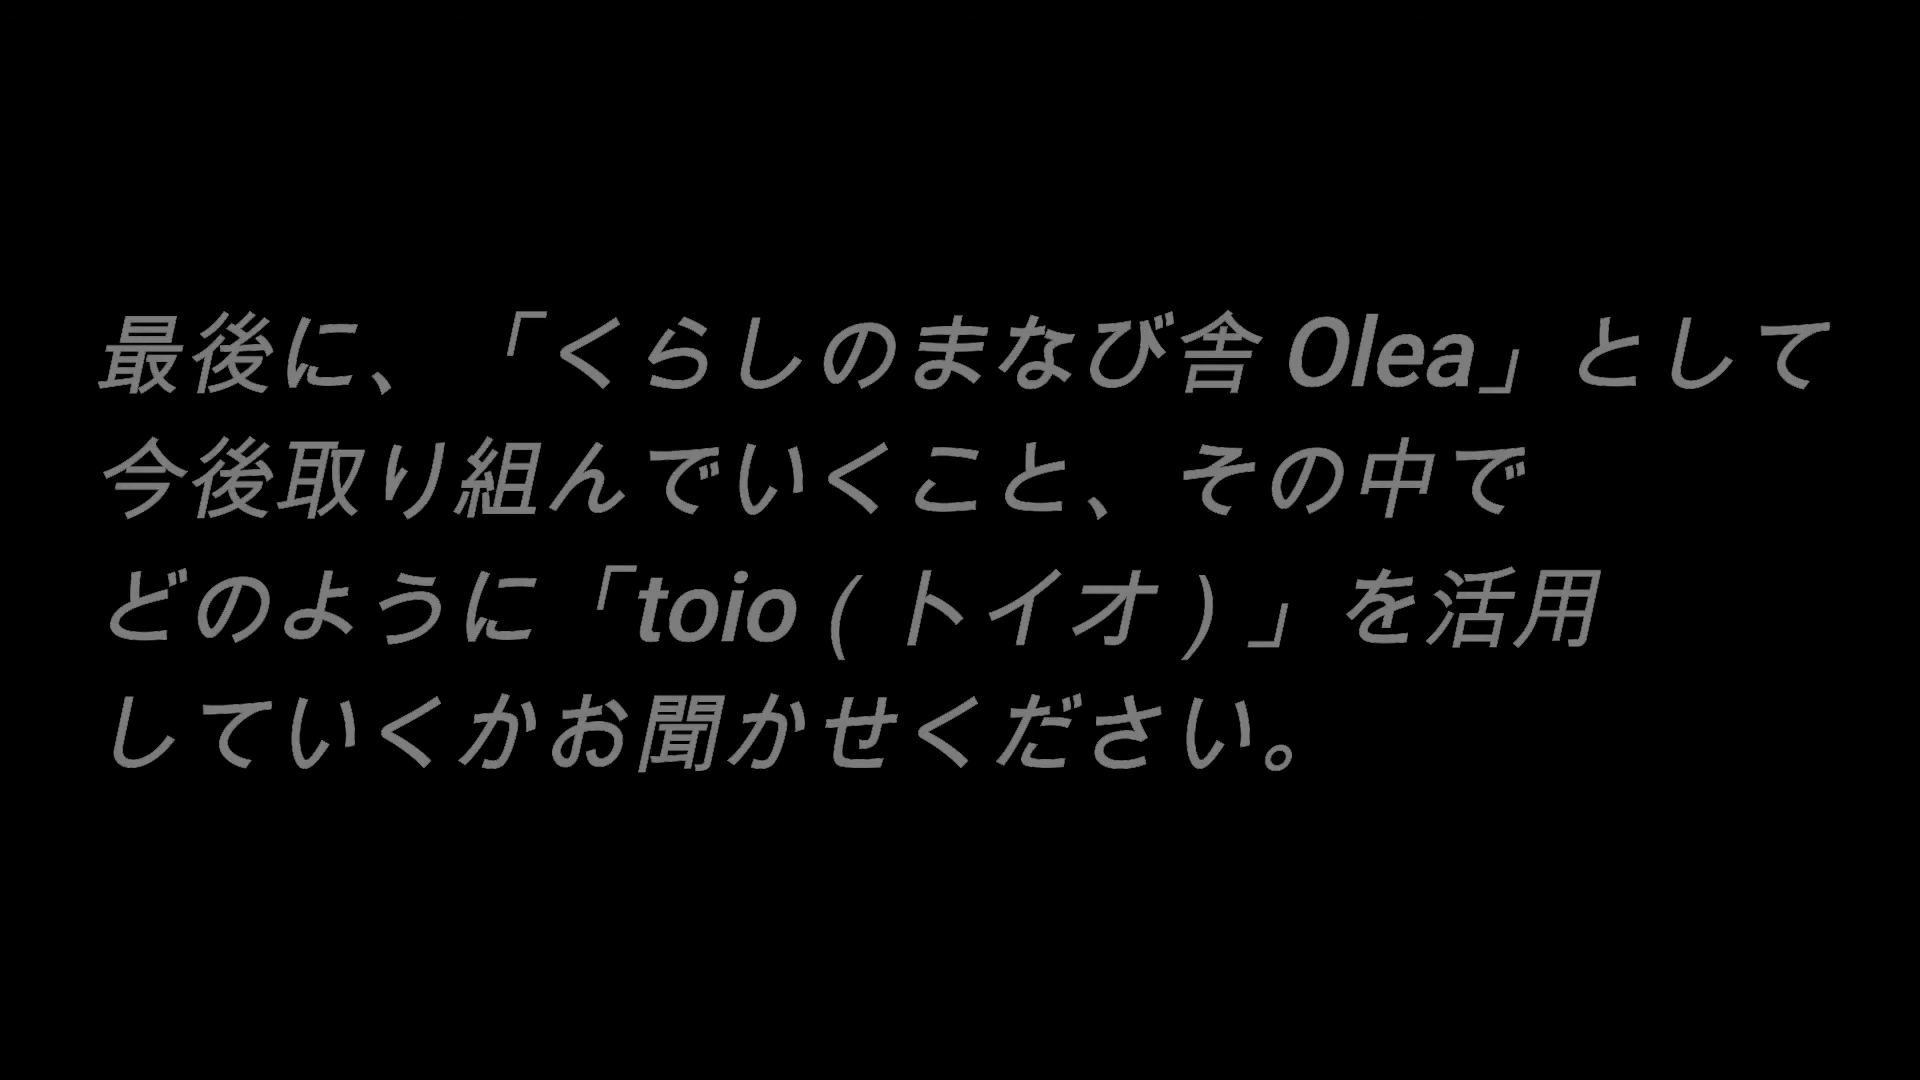 最後に、「くらしのまなび舎 Olea」として
今後取り組んでいくこと、その中で
どのように「toio ( トイオ ) 」を活用
していくかお聞かせください。